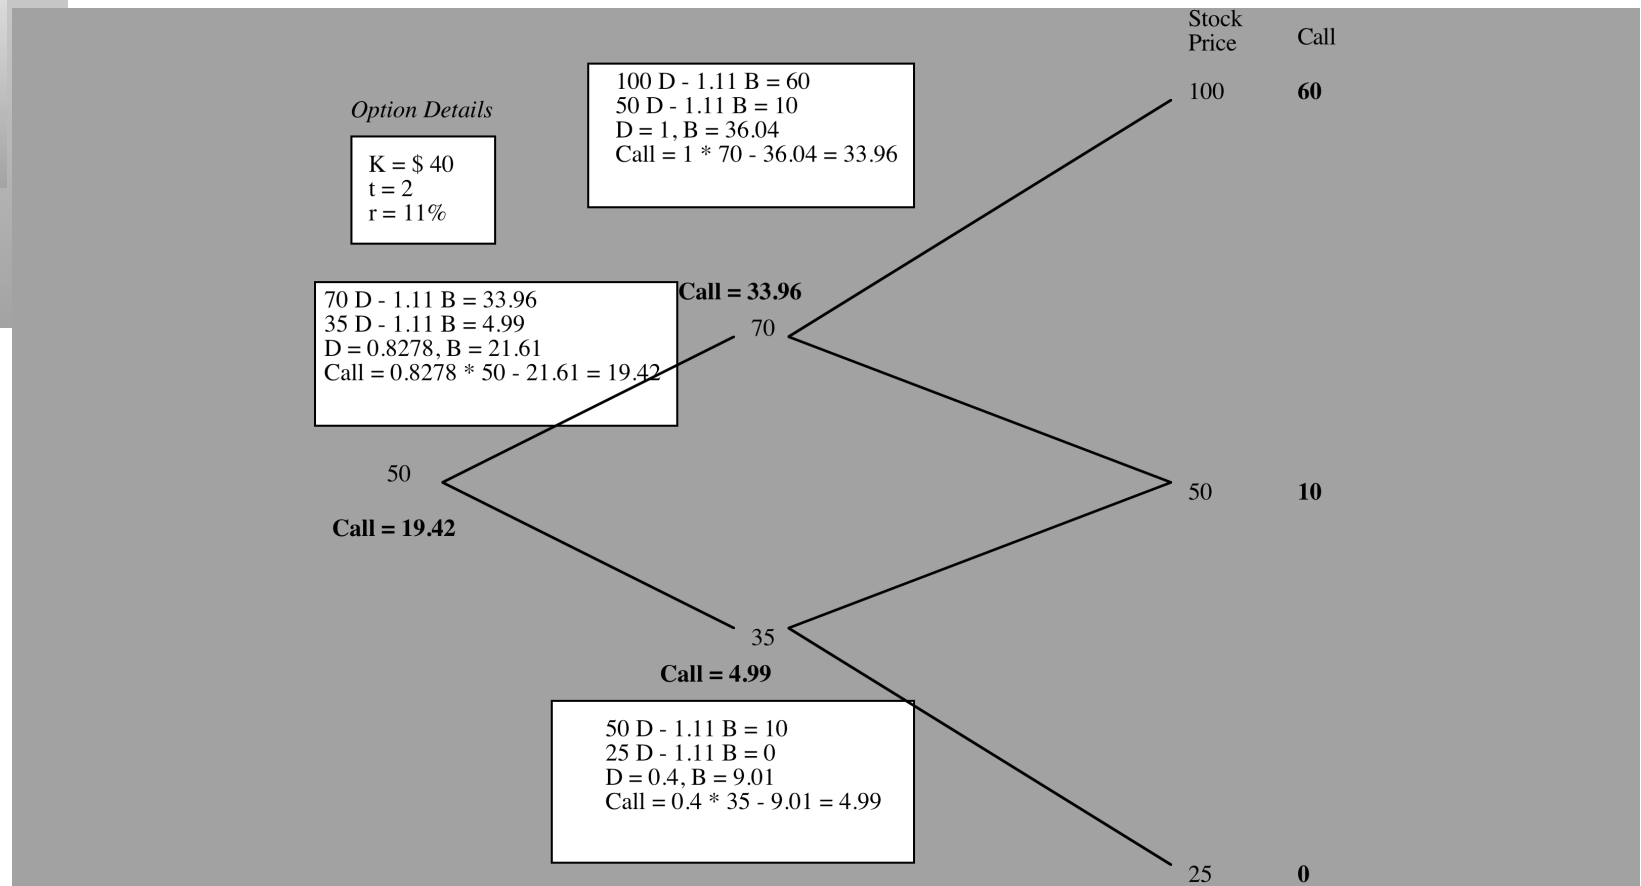 Stock
Price
Call
100 60
100 D - 1.11 B = 60
50 D - 1.11 B = 10
D = 1, B = 36.04
Call = 1 * 70 - 36.04 = 33.96
Option Details
K = $ 40
t = 2
r = 11%
70 D - 1.11 B = 33.96
35 D - 1.11 B = 4.99
D = 0.8278, B = 21.61
Call = 0.8278 * 50 - 21.61 = 19.42
Call = 33.96
70
50
Call = 19.42
50 10
35
Call = 4.99
50 D - 1.11 B = 10
25 D - 1.11 B = 0
D = 0.4, B = 9.01
Call = 0.4 * 35 - 9.01 = 4.99
25 0